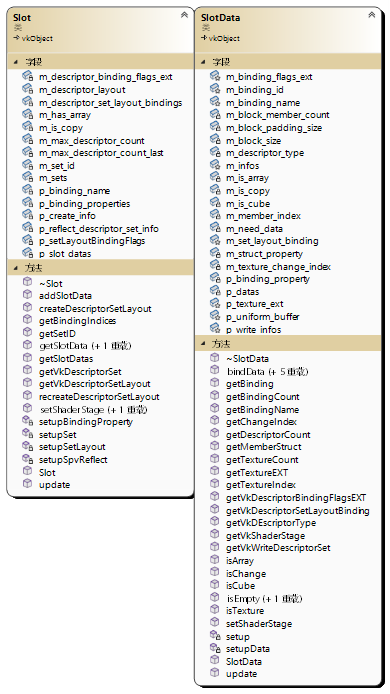 Slot
类
vkObject
字段
m_descriptor_binding_flags_ext
m_descriptor_layout
m_descriptor_set_layout_bindings
m_has_array
m_is_copy
m_max_descriptor_count
m_max_descriptor_count_last
m_set_id
m_sets
p_binding_name
p_binding_properties
p_create_info
p_reflect_descriptor_set_info
p_setLayoutBindingFlags
p_slot_datas
方法
~Slot
addSlotData
createDescriptorSetLayout
getBindingIndices
getSetID
getSlotData (+ 1 重载)
getSlotDatas
getVkDescriptorSet
getVkDescriptorSetLayout
recreateDescriptorSetLayout
setShaderStage (+ 1 重载)
setupBindingProperty
setupSet
setupSetLayout
setupSpvReflect
Slot
update
SlotData
类
vkObject
字段
m_binding_flags_ext
m_binding_id
m_binding_name
m_block_member_count
m_block_padding_size
m_block_size
m_descriptor_type
m_infos
m_is_array
m_is_copy
m_is_cube
m_member_index
m_need_data
m_set_layout_binding
m_struct_property
m_texture_change_index
p_binding_property
p_datas
p_texture_ext
p_uniform_buffer
p_write_infos
方法
~SlotData
bindData (+ 5 重载)
getBinding
getBindingCount
getBindingName
getChangeIndex
getDescriptorCount
getMemberStruct
getTextureCount
getTextureEXT
getTextureIndex
getVkDescriptorBindingFlagsEXT
getVkDescriptorSetLayoutBinding
getVkDEscriptorType
getVkShaderStage
getVkWriteDescriptorSet
isArray
isChange
isCube
isEmpty (+ 1 重载)
isTexture
setShaderStage
setup
setupData
SlotData
update